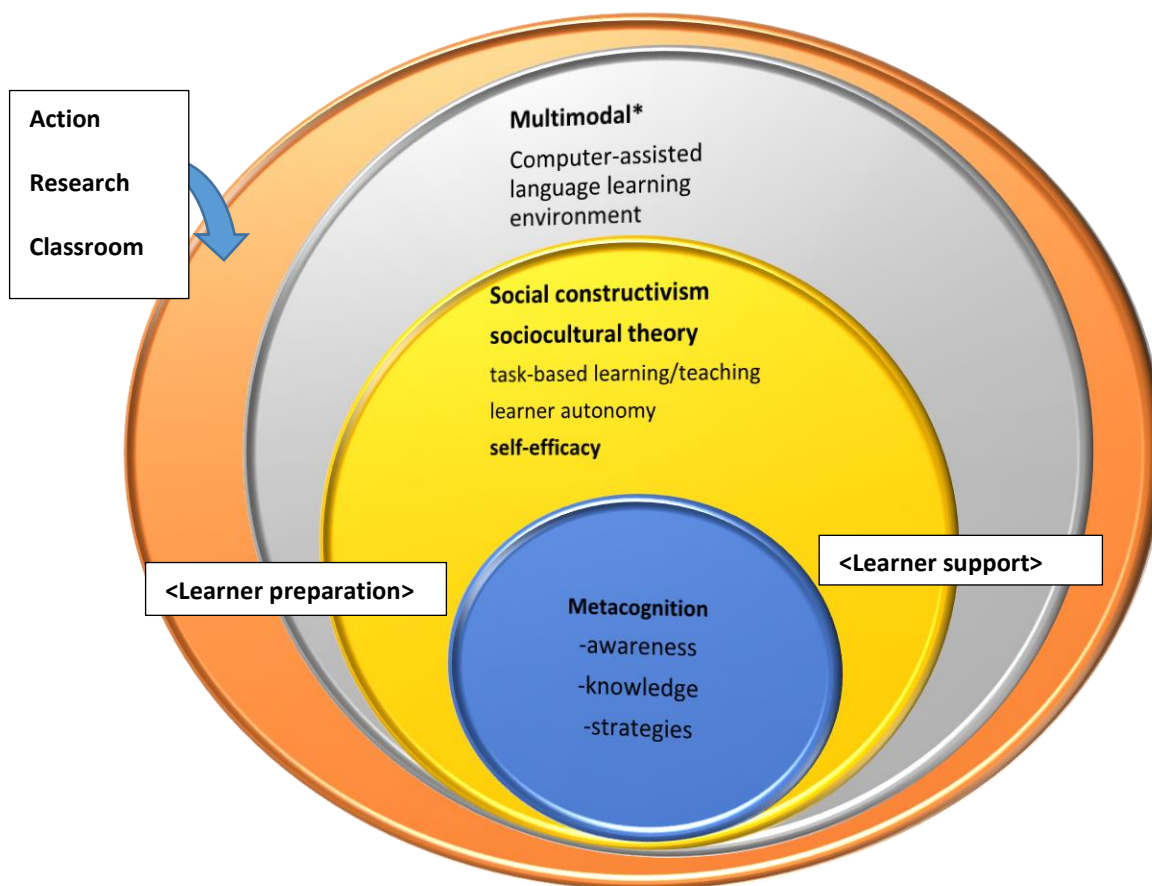 Action
Research
Classroom
Multimodal*
Computer-assisted
language learning
environment
Social constructivism
sociocultural theory
task-based learning/teaching
learner autonomy
self-efficacy
<Learner support>
<Learner preparation>
Metacognition
-awareness
-knowledge
-strategies